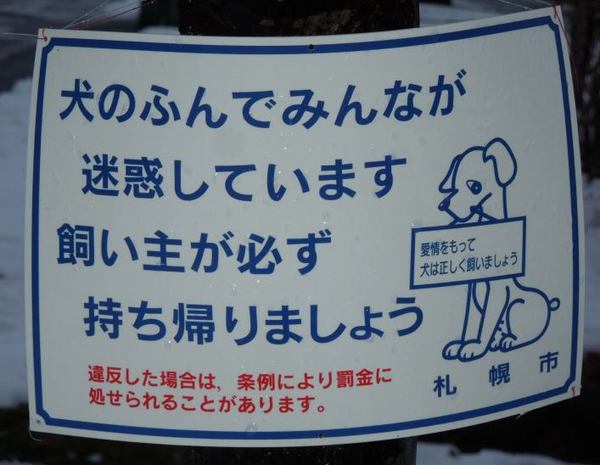 犬のふんでみんなが
迷惑しています
飼い主が必ず
持ち帰りましょう
愛情をもって
犬は正しく飼いましょう
違反した場合は、条例により罰金に
処せられることがあります。
札幌市